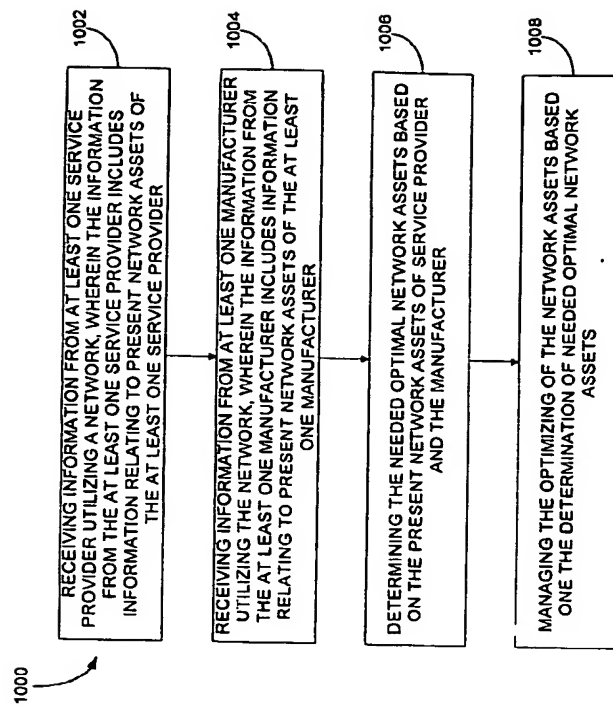 1000
1002
RECEIVING INFORMATION FROM AT LEAST ONE SERVICE
PROVIDER UTILIZING A NETWORK, WHEREIN THE INFORMATION
FROM THE AT LEAST ONE SERVICE PROVIDER INCLUDES
INFORMATION RELATING TO PRESENT NETWORK ASSETS OF
THE AT LEAST ONE SERVICE PROVIDER
1004
RECEIVING INFORMATION FROM AT LEAST ONE MANUFACTURER
UTILIZING THE NETWORK, WHEREIN THE INFORMATION FROM
THE AT LEAST ONE MANUFACTURER INCLUDES INFORMATION
RELATING TO PRESENT NETWORK ASSETS OF THE AT LEAST
ONE MANUFACTURER
1006
DETERMINING THE NEEDED OPTIMAL NETWORK ASSETS BASED
ON THE PRESENT NETWORK ASSETS OF SERVICE PROVIDER
AND THE MANUFACTURER
1008
MANAGING THE OPTIMIZING OF THE NETWORK ASSETS BASED
ONE THE DETERMINATION OF NEEDED OPTIMAL NETWORK
ASSETS